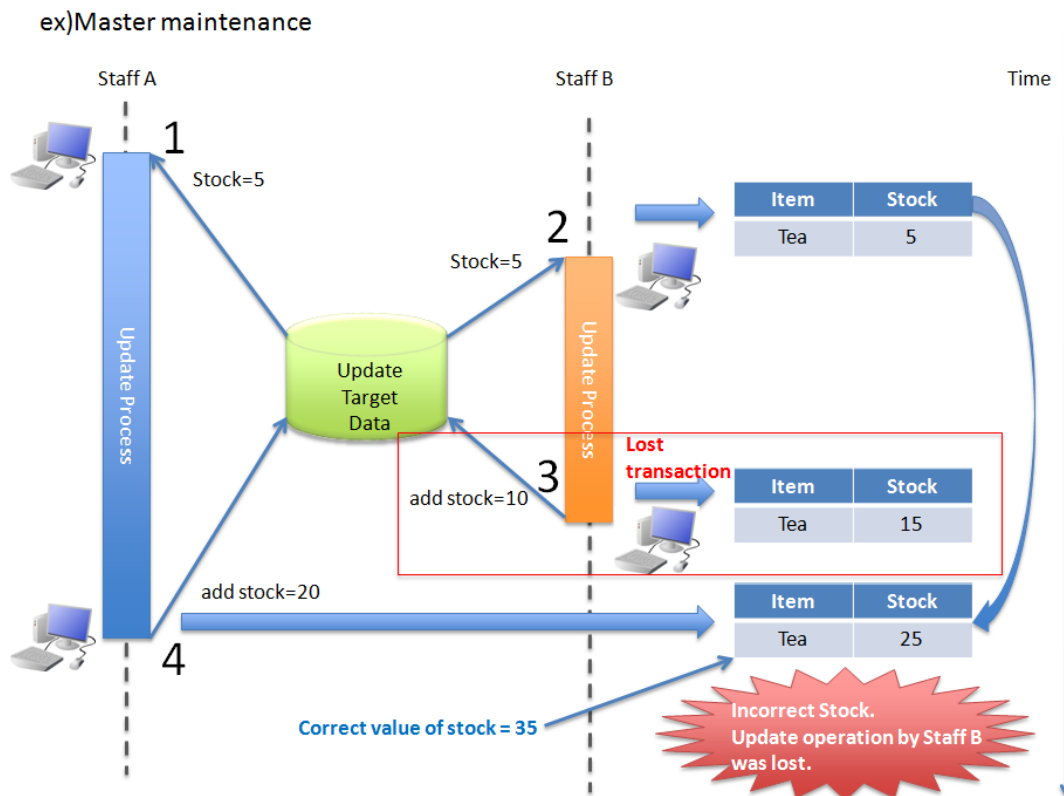 ex)Master maintenance
Staff A
Staff B
Time
1
Stock=5
2
Stock=5
Item Stock
Tea 5
Update Process
Update
Target
Data
Update Process
Lost
transaction
3
add stock=10
Item Stock
Tea 15
add stock=20
4
Item Stock
Tea 25
Correct value of stock = 35
Incorrect Stock.
Update operation by Staff B
was lost.